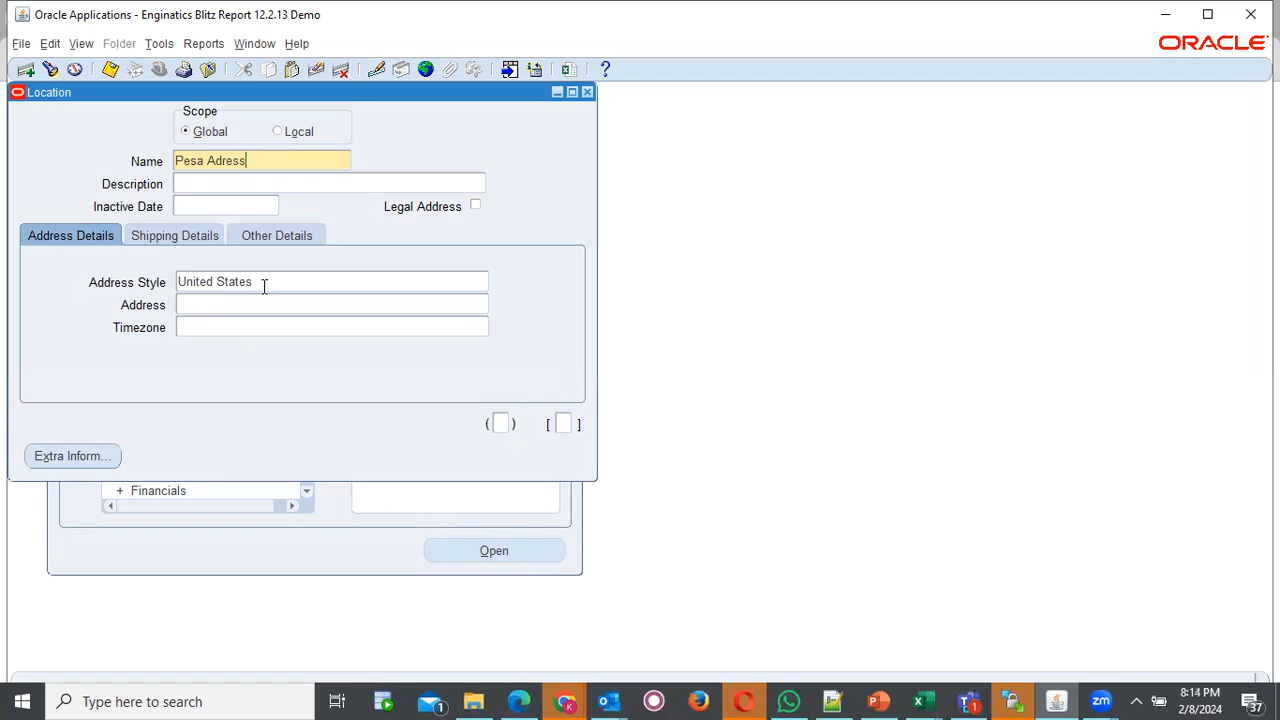 Oracle Applications - Enginatics Blitz Report 12.2.13 Demo
File Edit View Folder Tools Reports Window Help
ORACLE
Location
Scope
Global Local
Name Pesa Adress
Description
Inactive Date Legal Address
Address Details Shipping Details Other Details
Address Style United States
Address
Timezone
( ) [ ]
Extra Inform...
+ Financials
Open
Type here to search
1
8:14 PM
2/8/2024
37